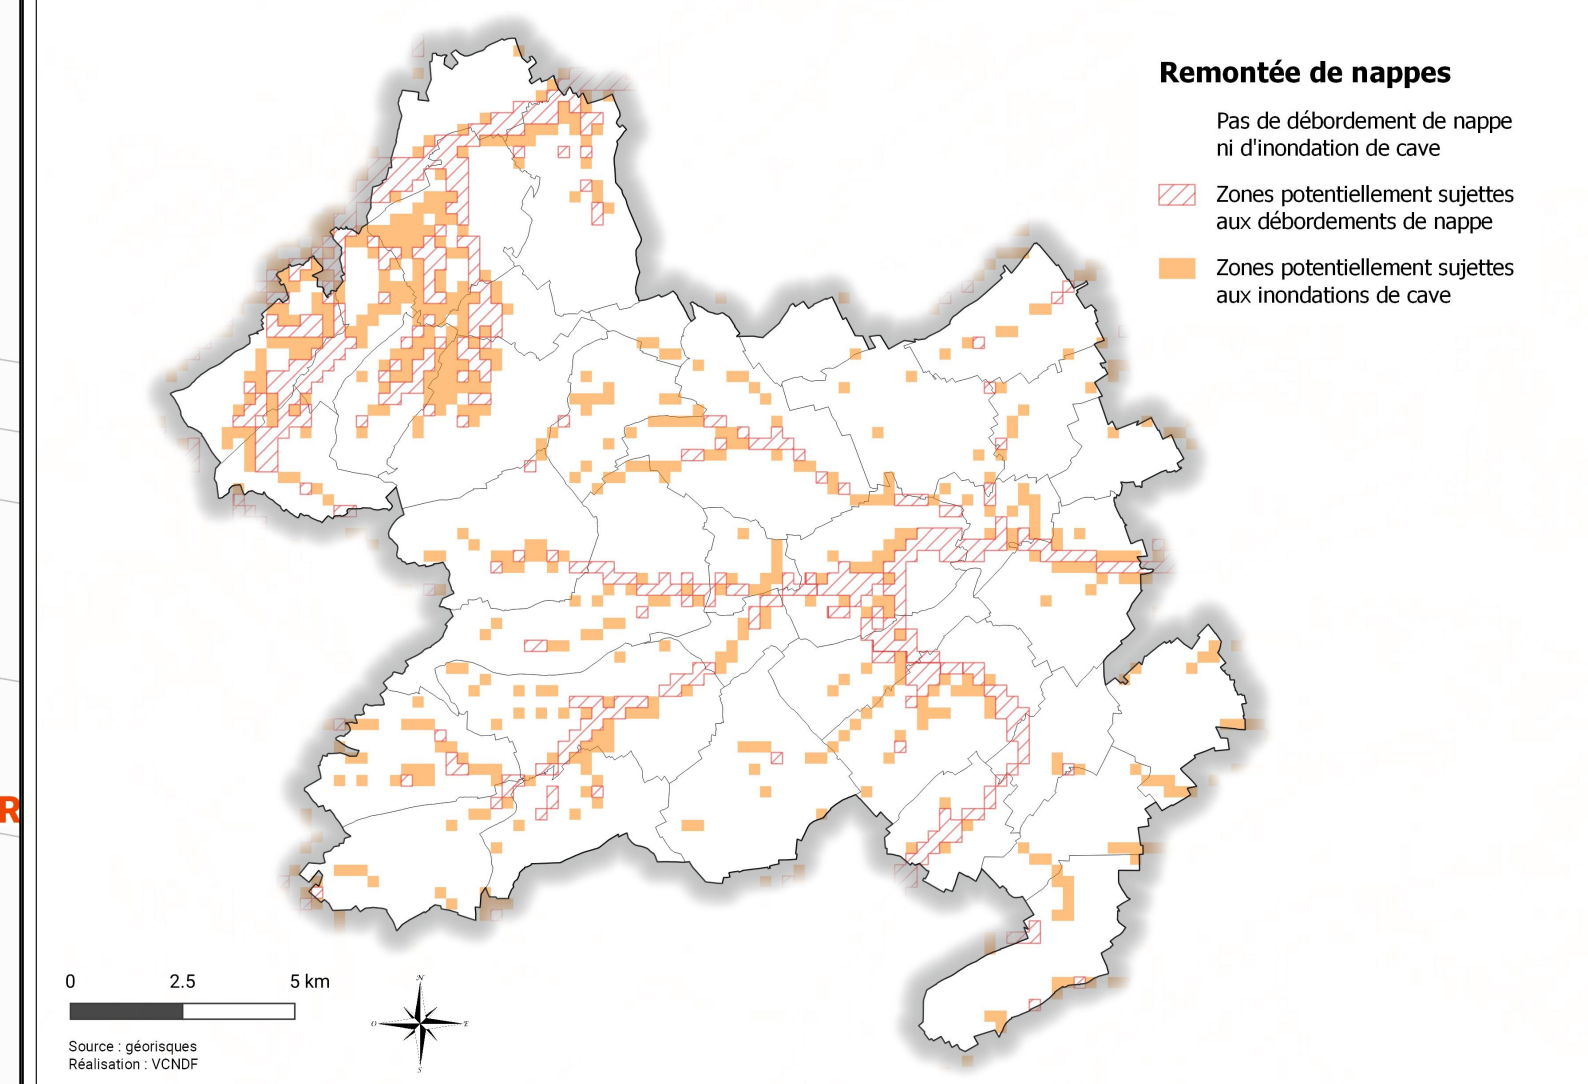 Remontée de nappes
Pas de débordement de nappe
ni d'inondation de cave
Zones potentiellement sujettes
aux débordements de nappe
Zones potentiellement sujettes
aux inondations de cave
R
0 2.5 5 km
N
O E
S
Source : géorisques
Réalisation : VCNDF